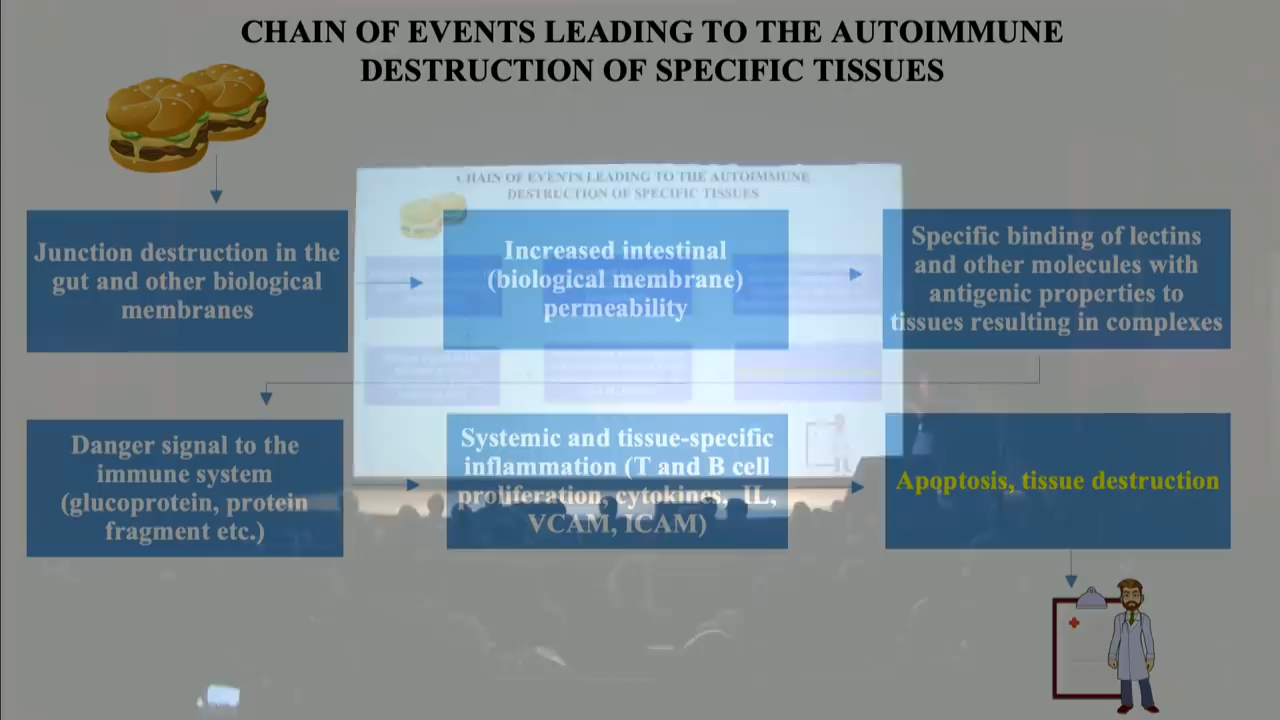 CHAIN OF EVENTS LEADING TO THE AUTOIMMUNE
DESTRUCTION OF SPECIFIC TISSUES
CHAIN OF EVENTS LEADING TO THE AUTOIMMUNE
DESTRUCTION OF SPECIFIC TISSUES
Junction destruction in the
gut and other biological
membranes
Increased intestinal
(biological membrane)
permeability
Specific binding of lectins
and other molecules with
antigenic properties to
tissues resulting in complexes
Danger signal to the
immune system
(glucoprotein, protein
fragment etc.)
Systemic and tissue-specific
inflammation (T and B cell
proliferation, cytokines, IL,
VCAM, ICAM)
Apoptosis, tissue destruction